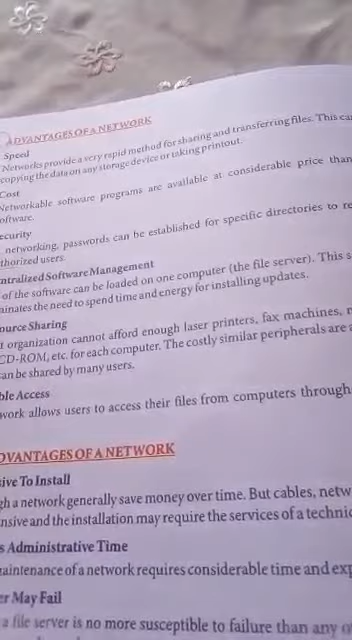 ADVANTAGES OF A NETWORK
Speed
Networks provide a very rapid method for sharing and transferring files. This
copying the data on any storage device or taking printout.
Cost
Networkable software programs are available at considerable price than
oftware.
ecurity
networking, passwords can be established for specific directories to re
thorized users.
ntralized Software Management
of the software can be loaded on one computer (the file server). This s
minates the need to spend time and energy for installing updates.
ource Sharing
t organization cannot afford enough laser printers, fax machines,
CD-ROM, etc. for each computer. The costly similar peripherals are
an be shared by many users.
ble Access
work allows users to access their files from computers through
DVANTAGES OF A NETWORK
ive To Install
gh a network generally save money over time. But cables, netw
nsive and the installation may require the services of a technic
s Administrative Time
aintenance of a network requires considerable time and exp
er May Fail
a file server is no more susceptible to failure than any